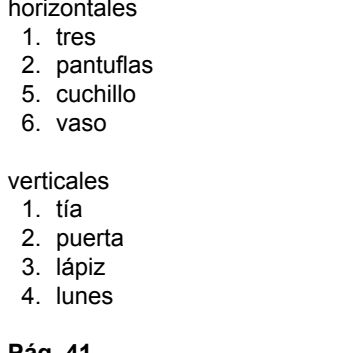 horizontales
1. tres
2. pantuflas
5. cuchillo
6. vaso
verticales
1. tía
2. puerta
3. lápiz
4. lunes
Pág. 41